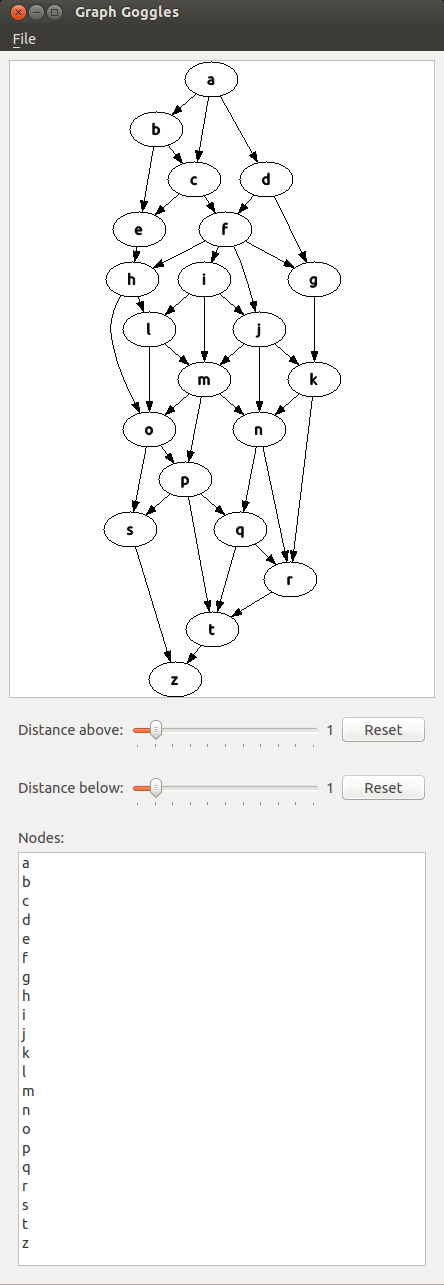 Graph Goggles
File
a
b
c d
e f
h i g
l j
m k
o n
p
s q
r
t
z
Distance above: 1 Reset
Distance below: 1 Reset
Nodes:
a
b
c
d
e
f
g
h
i
j
k
l
m
n
o
p
q
r
s
t
z